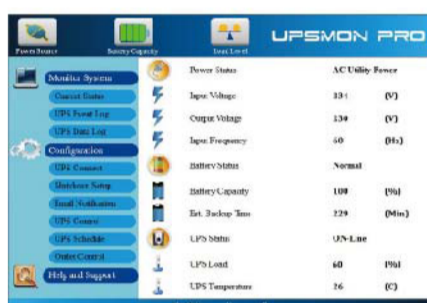 UPSMON PRO
Power Source
Battery Capacity
Load Level
Monitor System
Current Status
UPS Event Log
UPS Data Log
Configuration
UPS Connect
Shutdown Setup
Email Notification
UPS Control
UPS Schedule
Outlet Control
Help and Support
Power Status AC Utility Power
Input Voltage (V)
Output Voltage 130 (V)
Input Frequency 60 (Hz)
Battery Status Normal
Battery Capacity 100 (%)
Est. Backup Time 229 (Min)
UPS Status ON-Line
UPS Load 60 (%)
UPS Temperature 26 (C)